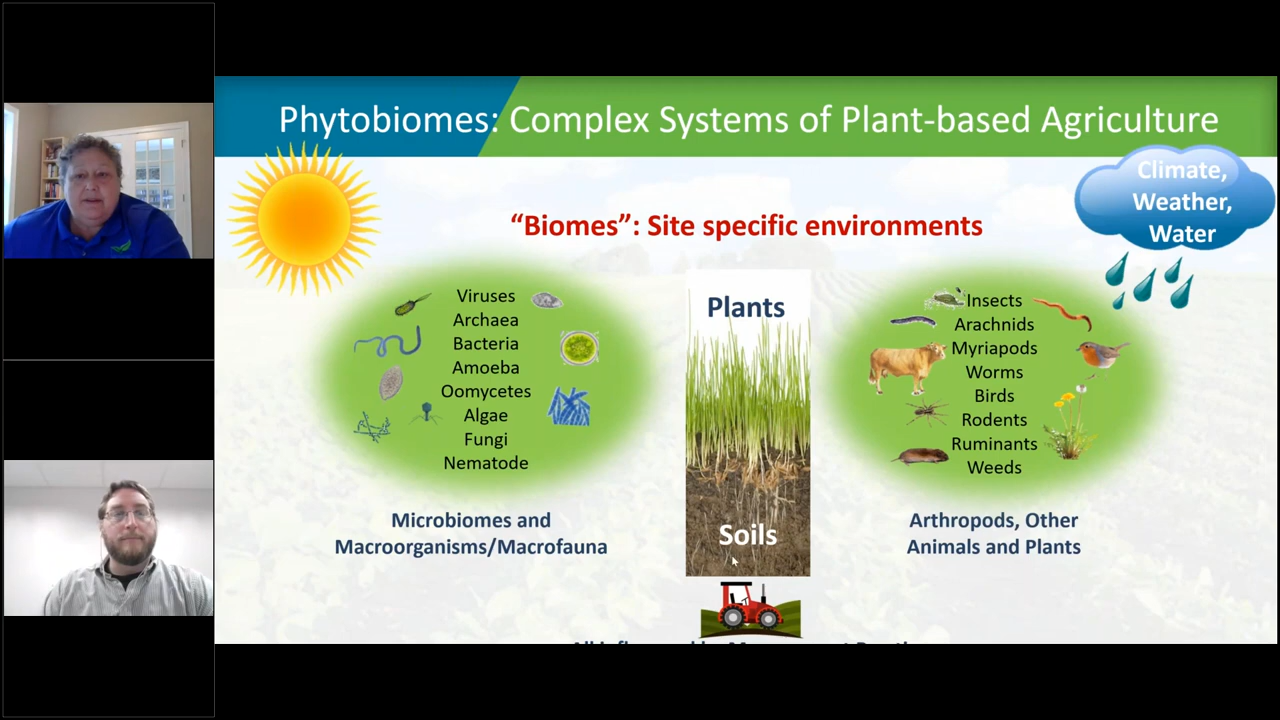 Phytobiomes: Complex Systems of Plant-based Agriculture
Climate,
Weather,
Water
“Biomes”: Site specific environments
Viruses
Archaea
Bacteria
Amoeba
Oomycetes
Algae
Fungi
Nematode
Microbiomes and
Macroorganisms/Macrofauna
Plants
Soils
Insects
Arachnids
Myriapods
Worms
Birds
Rodents
Ruminants
Weeds
Arthropods, Other
Animals and Plants